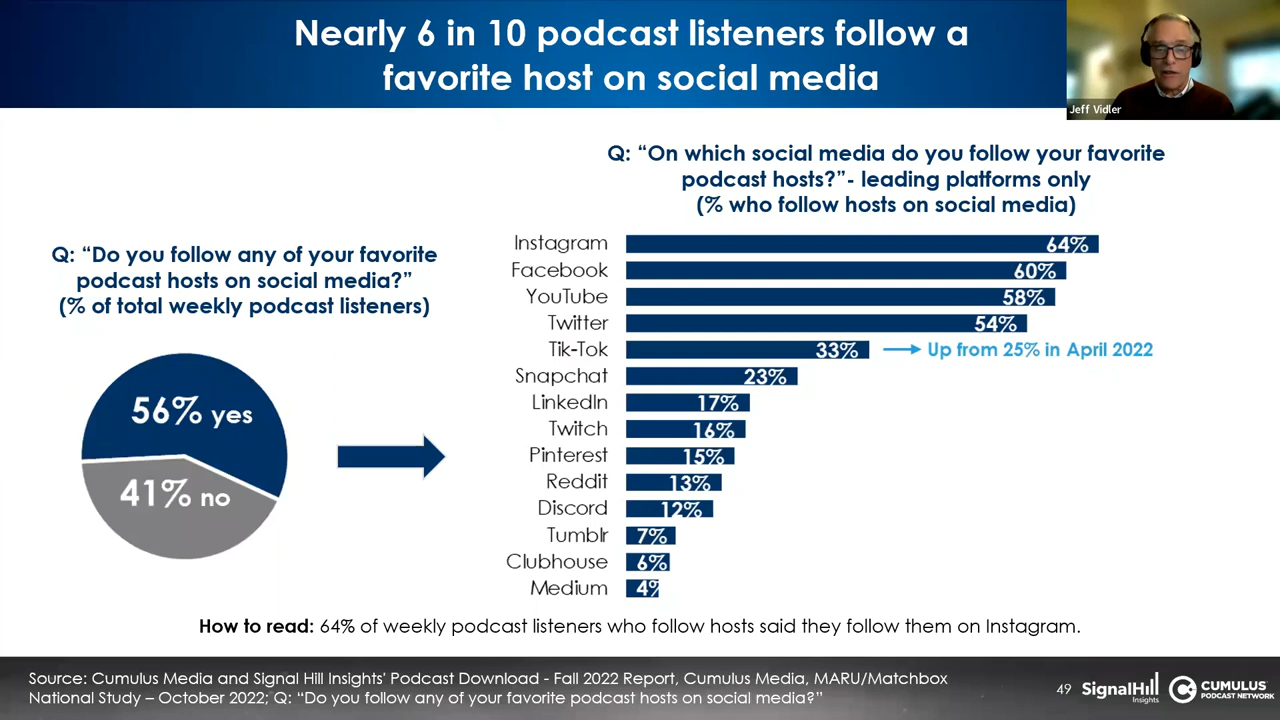 Nearly 6 in 10 podcast listeners follow a
favorite host on social media
Jeff Vidler
Q: “Do you follow any of your favorite
podcast hosts on social media?”
(% of total weekly podcast listeners)
56% yes
41% no
Q: “On which social media do you follow your favorite
podcast hosts?”- leading platforms only
(% who follow hosts on social media)
Instagram 64%
Facebook 60%
YouTube 58%
Twitter 54%
Tik-Tok 33% Up from 25% in April 2022
Snapchat 23%
LinkedIn 17%
Twitch 16%
Pinterest 15%
Reddit 13%
Discord 12%
Tumblr 7%
Clubhouse 6%
Medium 4%
How to read: 64% of weekly podcast listeners who follow hosts said they follow them on Instagram.
Source: Cumulus Media and Signal Hill Insights' Podcast Download - Fall 2022 Report, Cumulus Media, MARU/Matchbox
National Study – October 2022; Q: “Do you follow any of your favorite podcast hosts on social media?”
49
SignalHill
Insights
CUMULUS
PODCAST NETWORK